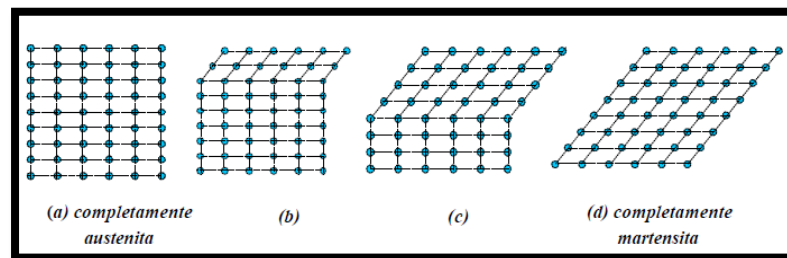 (a) completamente
austenita
(b)
(c)
(d) completamente
martensita